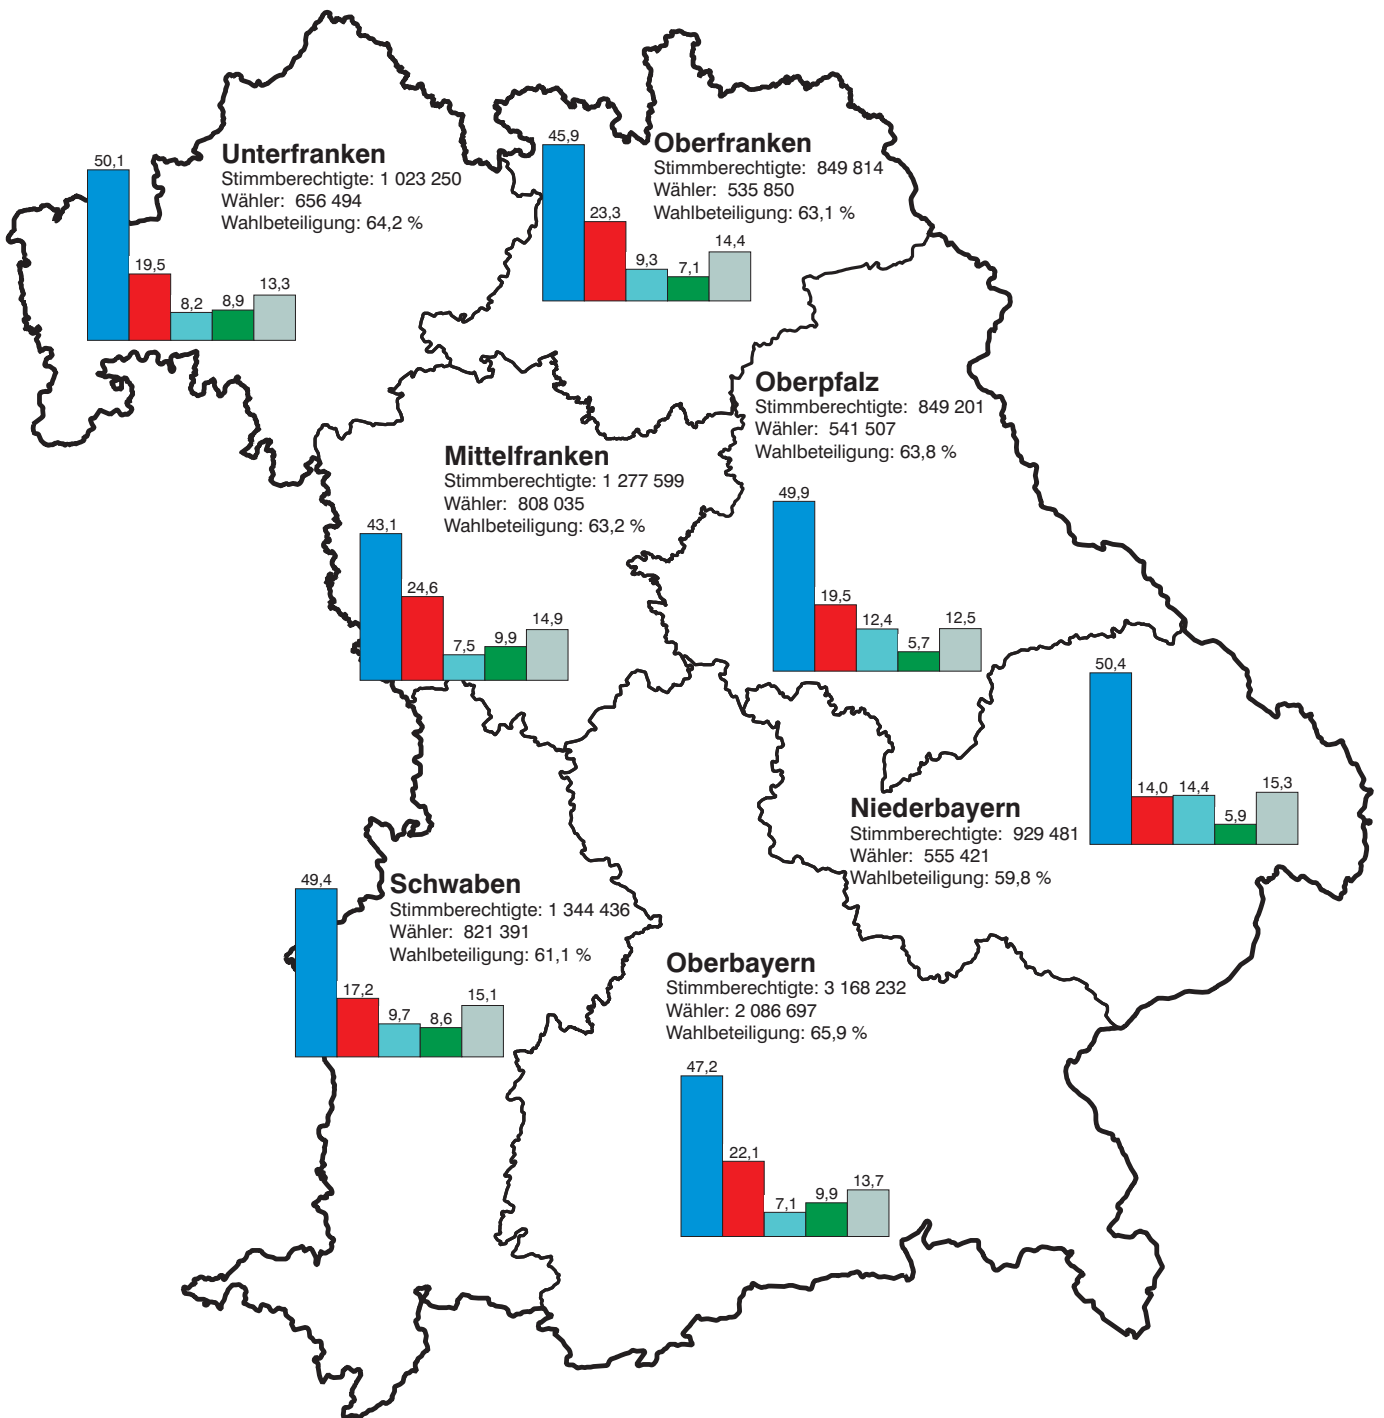 Unterfranken
Stimmberechtigte: 1 023 250
Wähler: 656 494
Wahlbeteiligung: 64,2 %
50,1
19,5
8,2
8,9
13,3
Oberfranken
Stimmberechtigte: 849 814
Wähler: 535 850
Wahlbeteiligung: 63,1 %
45,9
23,3
9,3
7,1
14,4
Oberpfalz
Stimmberechtigte: 849 201
Wähler: 541 507
Wahlbeteiligung: 63,8 %
49,9
19,5
12,4
5,7
12,5
Mittelfranken
Stimmberechtigte: 1 277 599
Wähler: 808 035
Wahlbeteiligung: 63,2 %
43,1
24,6
7,5
9,9
14,9
Niederbayern
Stimmberechtigte: 929 481
Wähler: 555 421
Wahlbeteiligung: 59,8 %
50,4
14,0
14,4
5,9
15,3
Schwaben
Stimmberechtigte: 1 344 436
Wähler: 821 391
Wahlbeteiligung: 61,1 %
49,4
17,2
9,7
8,6
15,1
Oberbayern
Stimmberechtigte: 3 168 232
Wähler: 2 086 697
Wahlbeteiligung: 65,9 %
47,2
22,1
7,1
9,9
13,7